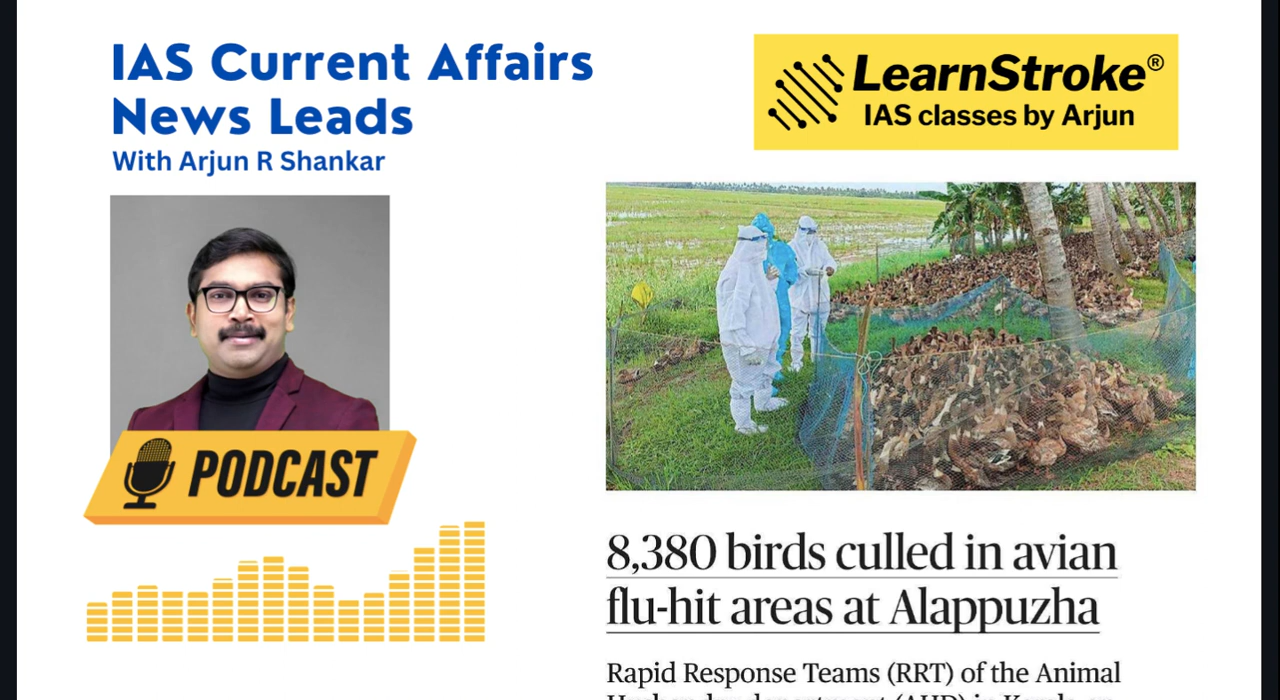 IAS Current Affairs
News Leads
With Arjun R Shankar
PODCAST
LearnStroke®
IAS classes by Arjun
8,380 birds culled in avian
flu-hit areas at Alappuzha
Rapid Response Teams (RRT) of the Animal